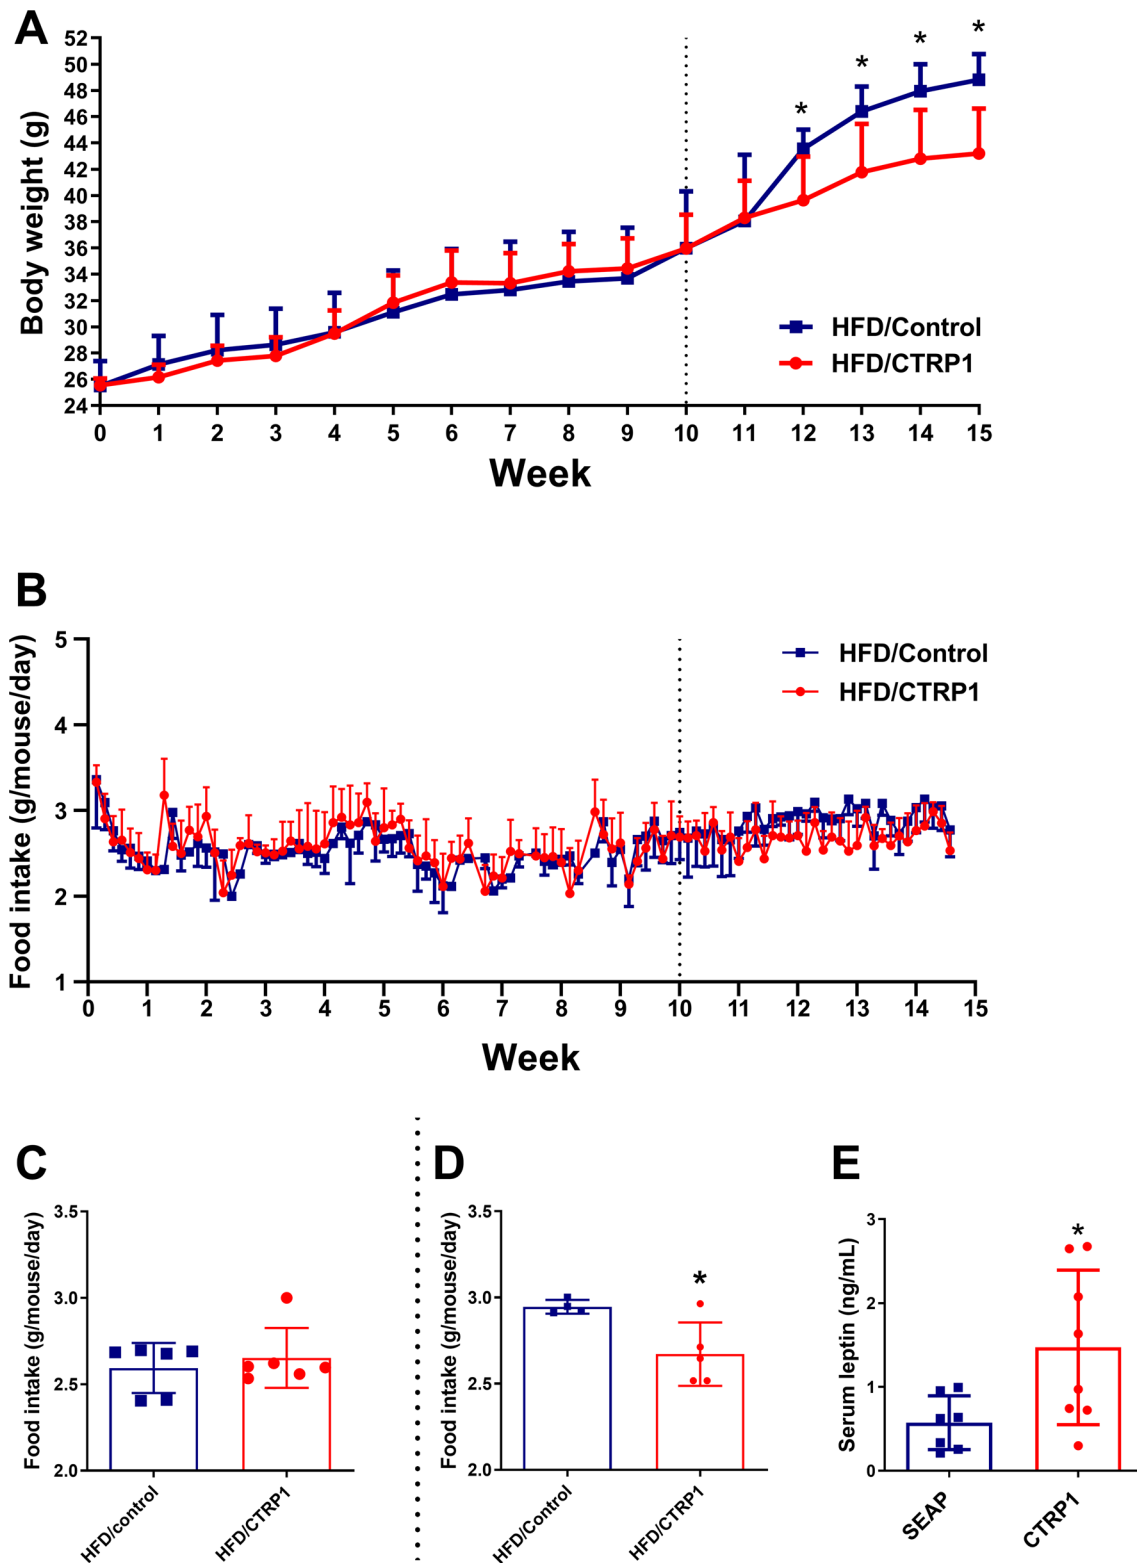 A
Body weight (g)
52
50
48
46
44
42
40
38
36
34
32
30
28
26
24
* * * *
HFD/Control
HFD/CTRP1
0 1 2 3 4 5 6 7 8 9 10 11 12 13 14 15
Week
B
Food intake (g/mouse/day)
5
4
3
2
1
HFD/Control
HFD/CTRP1
0 1 2 3 4 5 6 7 8 9 10 11 12 13 14 15
Week
C
Food intake (g/mouse/day)
3.5
3.0
2.5
2.0
HFD/control
HFD/CTRP1
D
Food intake (g/mouse/day)
3.5
3.0
2.5
2.0
*
HFD/Control
HFD/CTRP1
E
Serum leptin (ng/mL)
3
2
1
0
*
SEAP
CTRP1